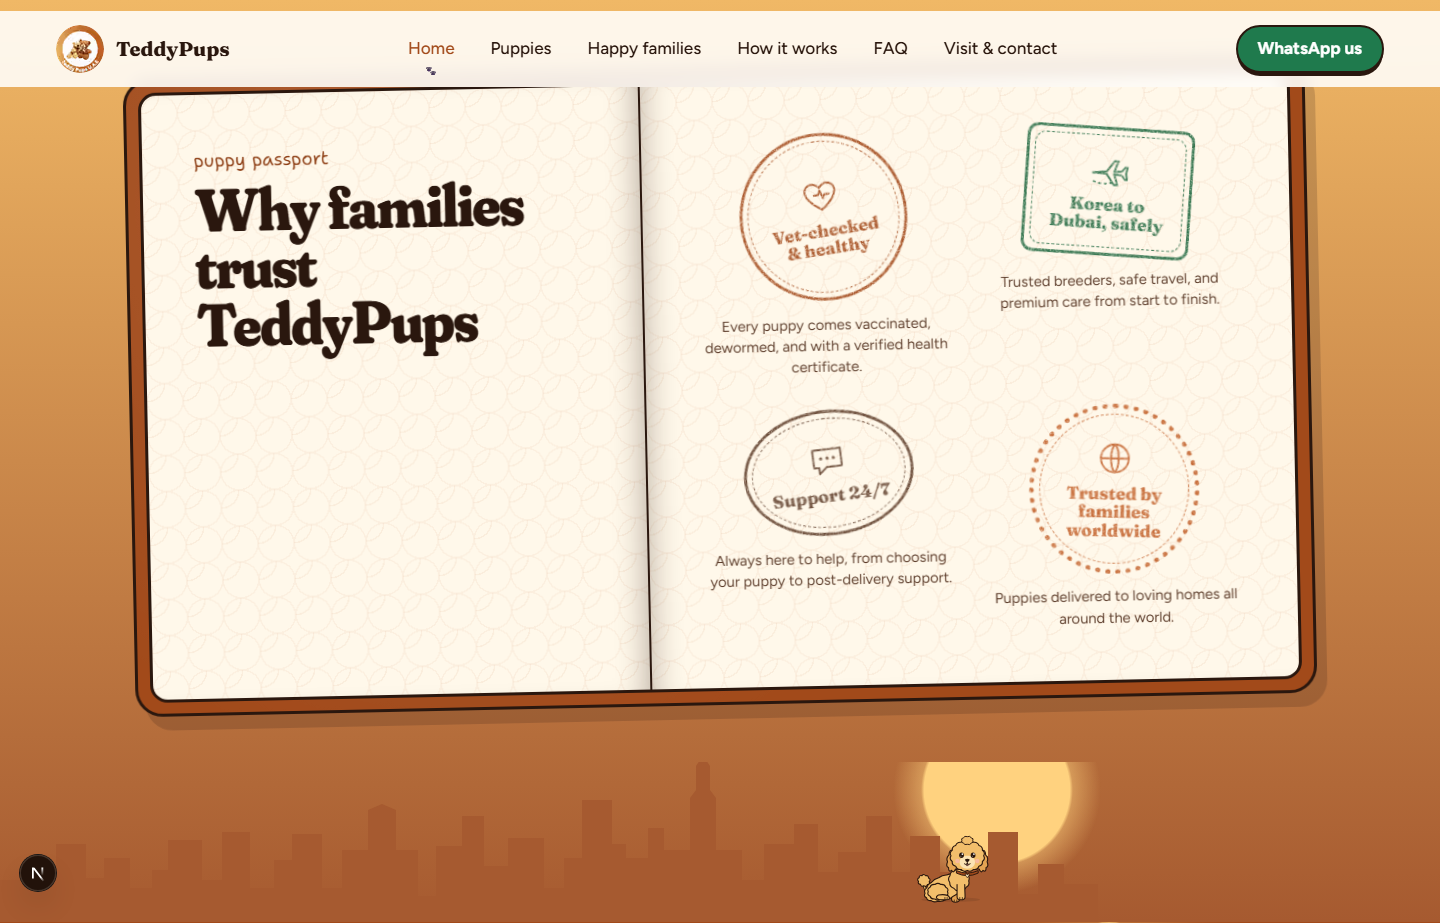 TeddyPups
Home
Puppies
Happy families
How it works
FAQ
Visit & contact
WhatsApp us
puppy passport
Why families
trust
TeddyPups
Vet-checked
& healthy
Every puppy comes vaccinated,
dewormed, and with a verified health
certificate.
Korea to
Dubai, safely
Trusted breeders, safe travel, and
premium care from start to finish.
Support 24/7
Always here to help, from choosing
your puppy to post-delivery support.
Trusted by
families
worldwide
Puppies delivered to loving homes all
around the world.
N